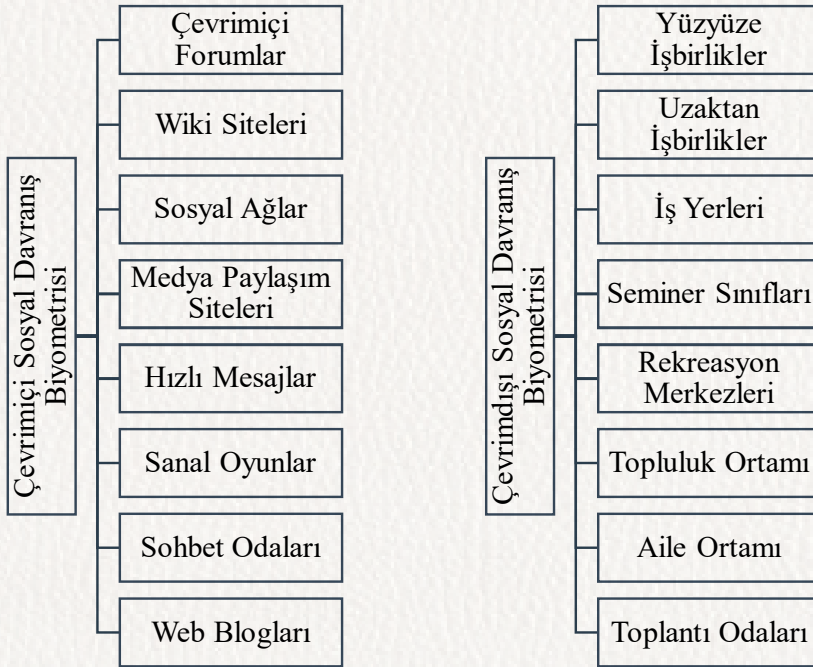 Çevrimiçi Sosyal Davranış
Biyometrisi
Çevrimiçi
Forumlar
Wiki Siteleri
Sosyal Ağlar
Medya Paylaşım
Siteleri
Hızlı Mesajlar
Sanal Oyunlar
Sohbet Odaları
Web Blogları
Çevrimdışı Sosyal Davranış
Biyometrisi
Yüzyüze
İşbirlikler
Uzaktan
İşbirlikler
İş Yerleri
Seminer Sınıfları
Rekreasyon
Merkezleri
Topluluk Ortamı
Aile Ortamı
Toplantı Odaları